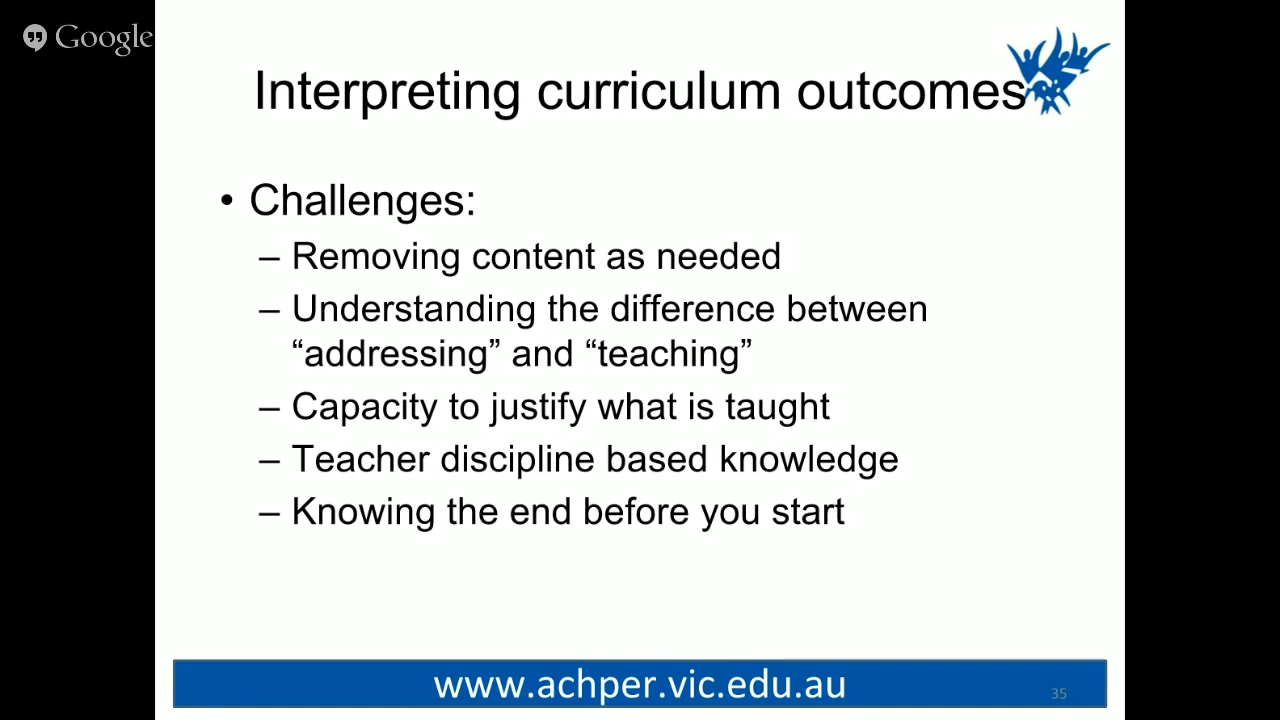 Google
Interpreting curriculum outcomes
• Challenges:
– Removing content as needed
– Understanding the difference between
“addressing” and “teaching”
– Capacity to justify what is taught
– Teacher discipline based knowledge
– Knowing the end before you start
www.achper.vic.edu.au
35